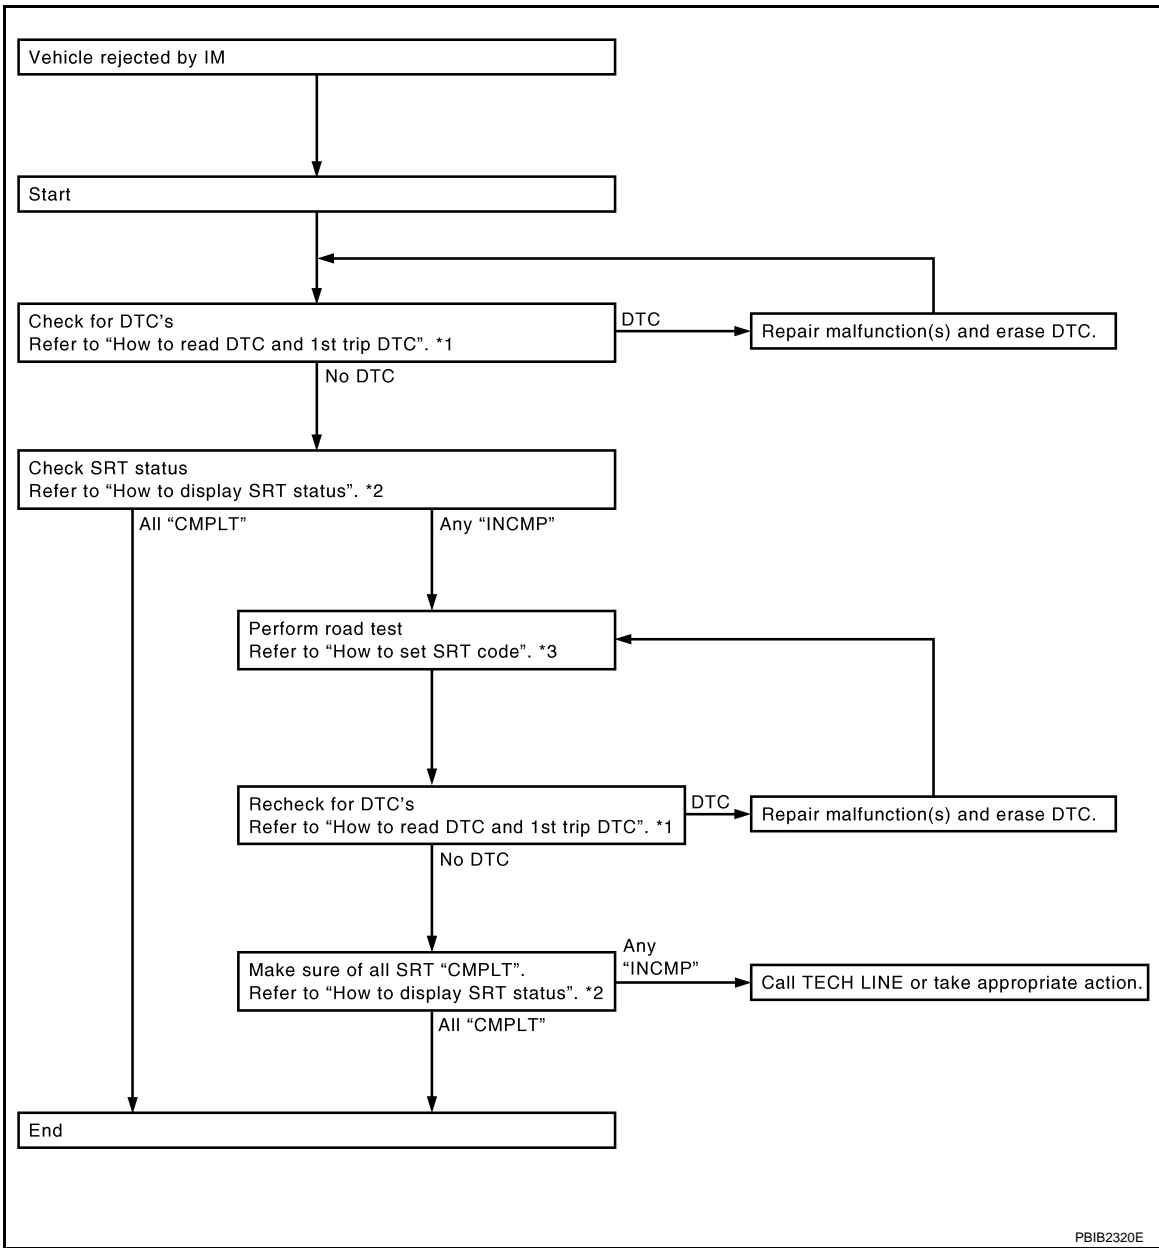 Vehicle rejected by IM
Start
Check for DTC's
Refer to “How to read DTC and 1st trip DTC”. *1
DTC
Repair malfunction(s) and erase DTC.
No DTC
Check SRT status
Refer to “How to display SRT status”. *2
All “CMPLT”
Any “INCMP”
Perform road test
Refer to “How to set SRT code”. *3
Recheck for DTC's
Refer to “How to read DTC and 1st trip DTC”. *1
DTC
Repair malfunction(s) and erase DTC.
No DTC
Make sure of all SRT “CMPLT”.
Refer to “How to display SRT status”. *2
Any
“INCMP”
Call TECH LINE or take appropriate action.
All “CMPLT”
End
PBIB2320E